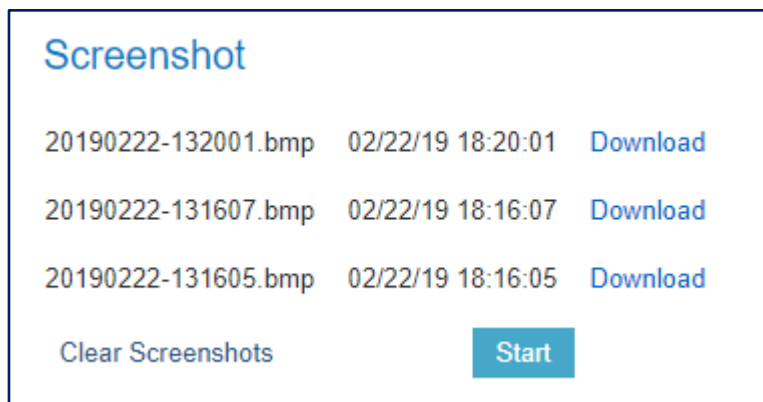 Screenshot
20190222-132001.bmp 02/22/19 18:20:01 Download
20190222-131607.bmp 02/22/19 18:16:07 Download
20190222-131605.bmp 02/22/19 18:16:05 Download
Clear Screenshots Start